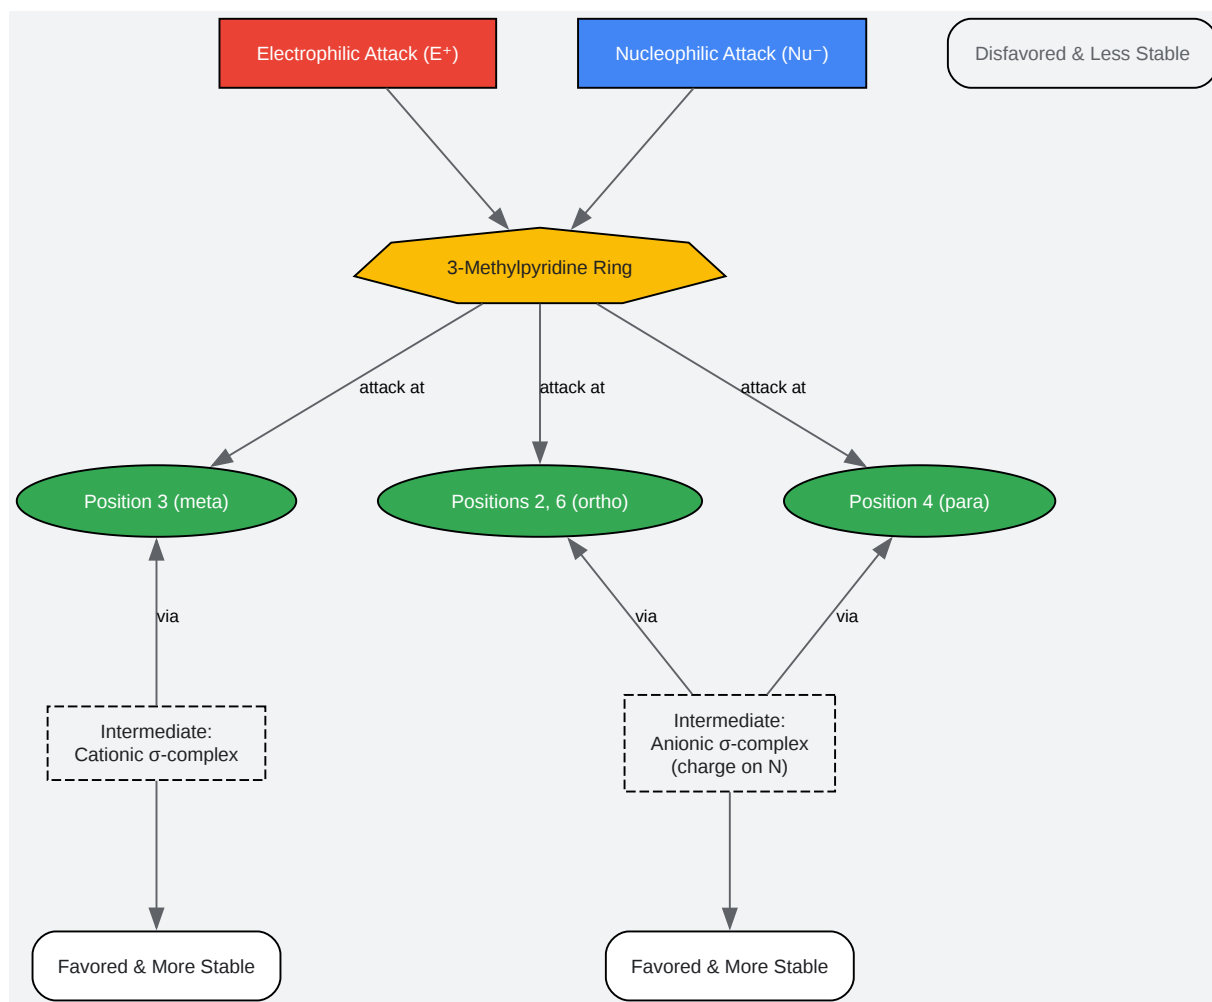 Electrophilic Attack (E⁺)
Nucleophilic Attack (Nu⁻)
Disfavored & Less Stable
3-Methylpyridine Ring
attack at
attack at
attack at
Position 3 (meta)
Positions 2, 6 (ortho)
Position 4 (para)
via
via
via
Intermediate:
Cationic σ-complex
Intermediate:
Anionic σ-complex
(charge on N)
Favored & More Stable
Favored & More Stable